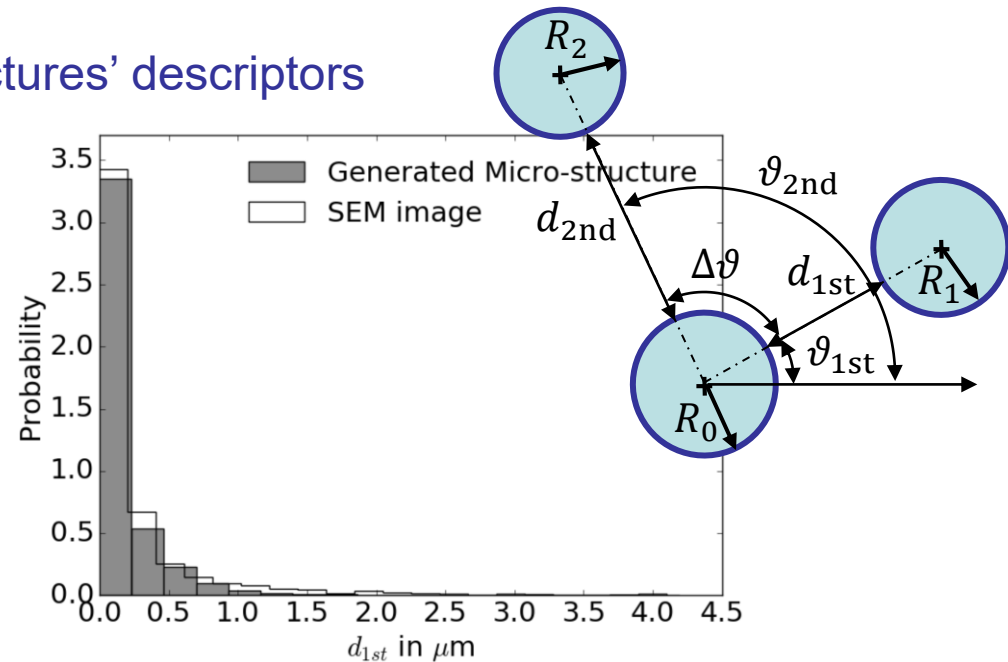 ctures’ descriptors
R₂
3.5
Generated Micro-structure
SEM image
ϑ₂nd
d₂nd
Δϑ
d₁st
R₁
ϑ₁st
R₀
3.0
2.5
2.0
1.5
1.0
0.5
0.0
Probability
0.0 0.5 1.0 1.5 2.0 2.5 3.0 3.5 4.0 4.5
d₁st in μm